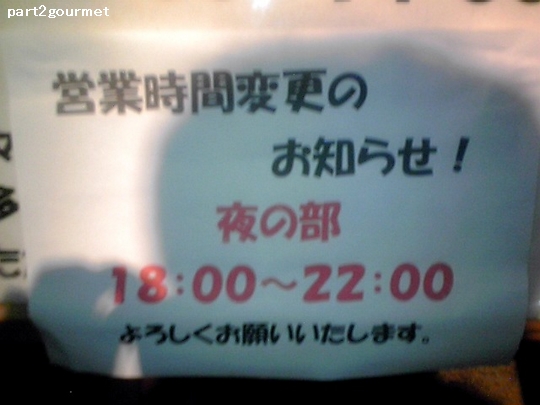 part2gourmet
営業時間変更の
お知らせ！
夜の部
18:00～22:00
よろしくお願いいたします。